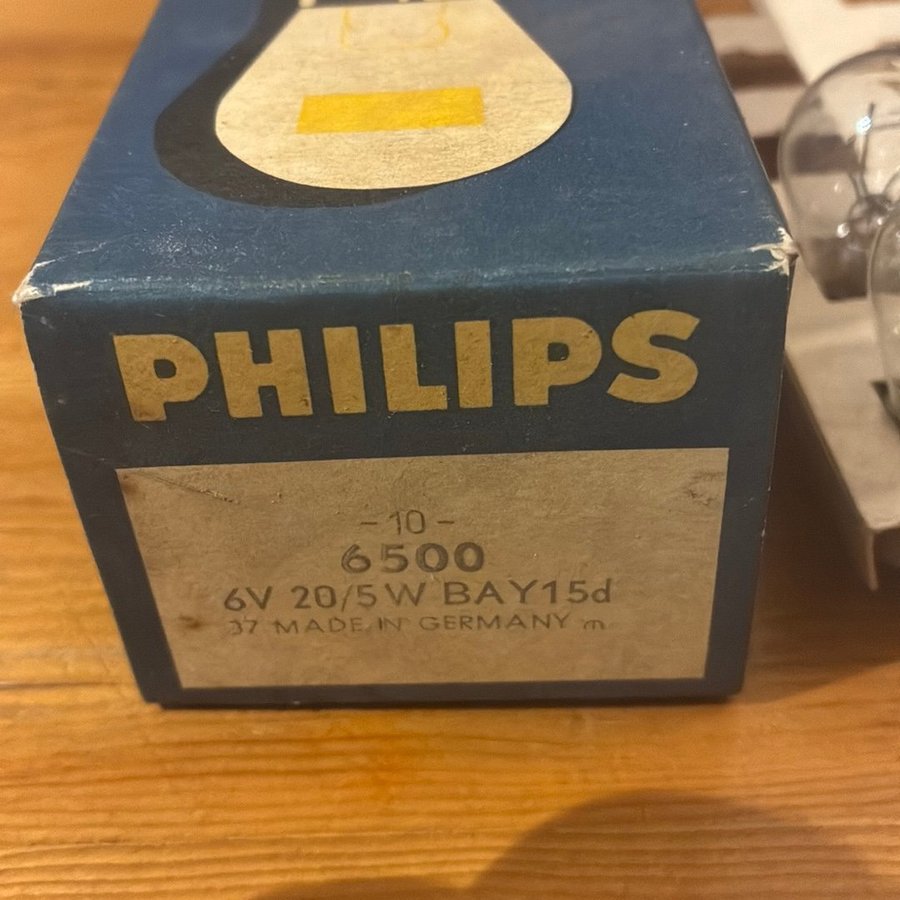 PHILIPS
-10-
6500
6V 20/5W BAY15d
37 MADE IN GERMANY m